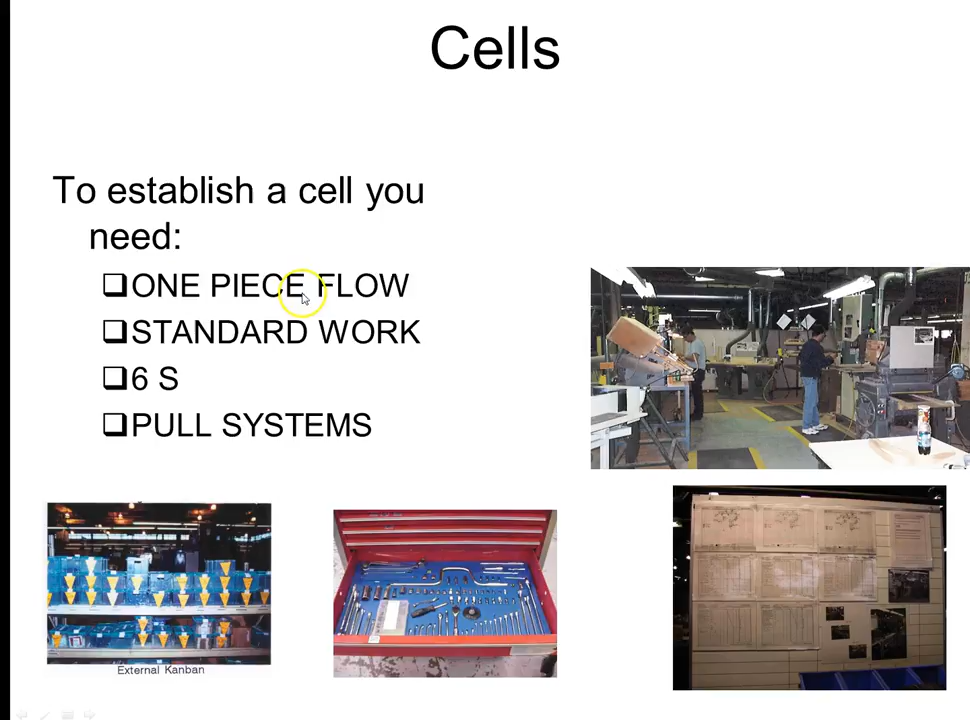 Cells
To establish a cell you
need:
ONE PIECE FLOW
STANDARD WORK
6 S
PULL SYSTEMS
External Kanban